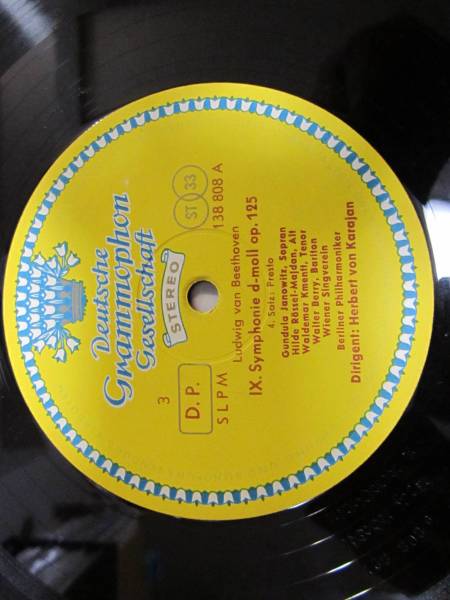 Deutsche
Grammophon
Gesellschaft
STEREO
3
D. P.
ST 33
SLPM
138 808 A
Ludwig van Beethoven
IX. Symphonie d-moll op. 125
4. Satz: Presto
Gundula Janowitz, Sopran
Hilde Rössel-Majdan, Alt
Waldemar Kmentt, Tenor
Walter Berry, Bariton
Wiener Singverein
Berliner Philharmoniker
Dirigent: Herbert von Karajan